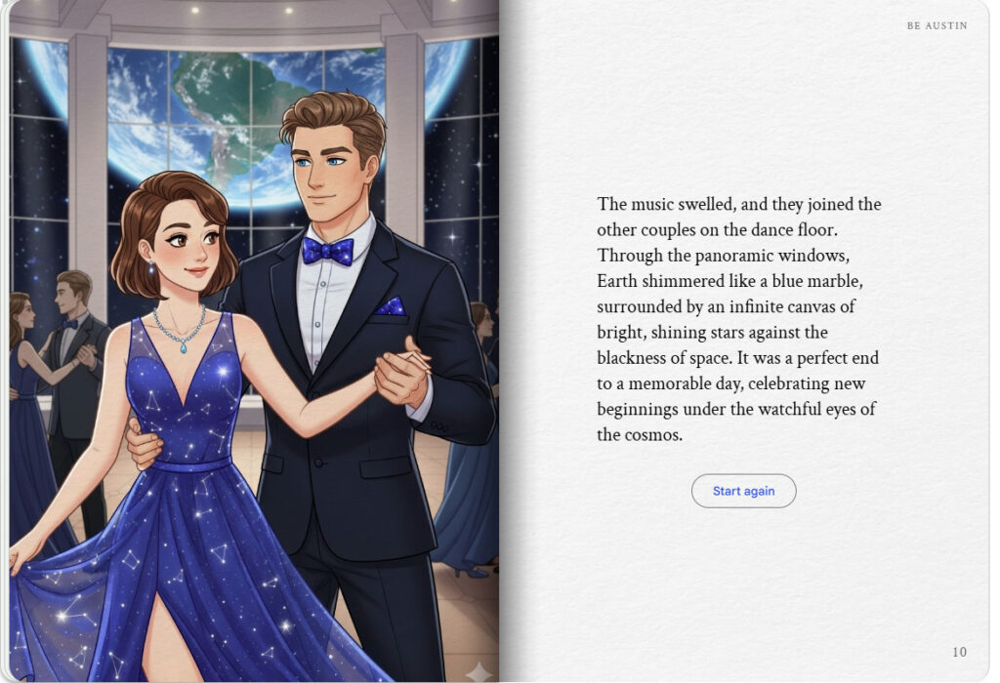 BE AUSTIN
The music swelled, and they joined the
other couples on the dance floor.
Through the panoramic windows,
Earth shimmered like a blue marble,
surrounded by an infinite canvas of
bright, shining stars against the
blackness of space. It was a perfect end
to a memorable day, celebrating new
beginnings under the watchful eyes of
the cosmos.
Start again
10